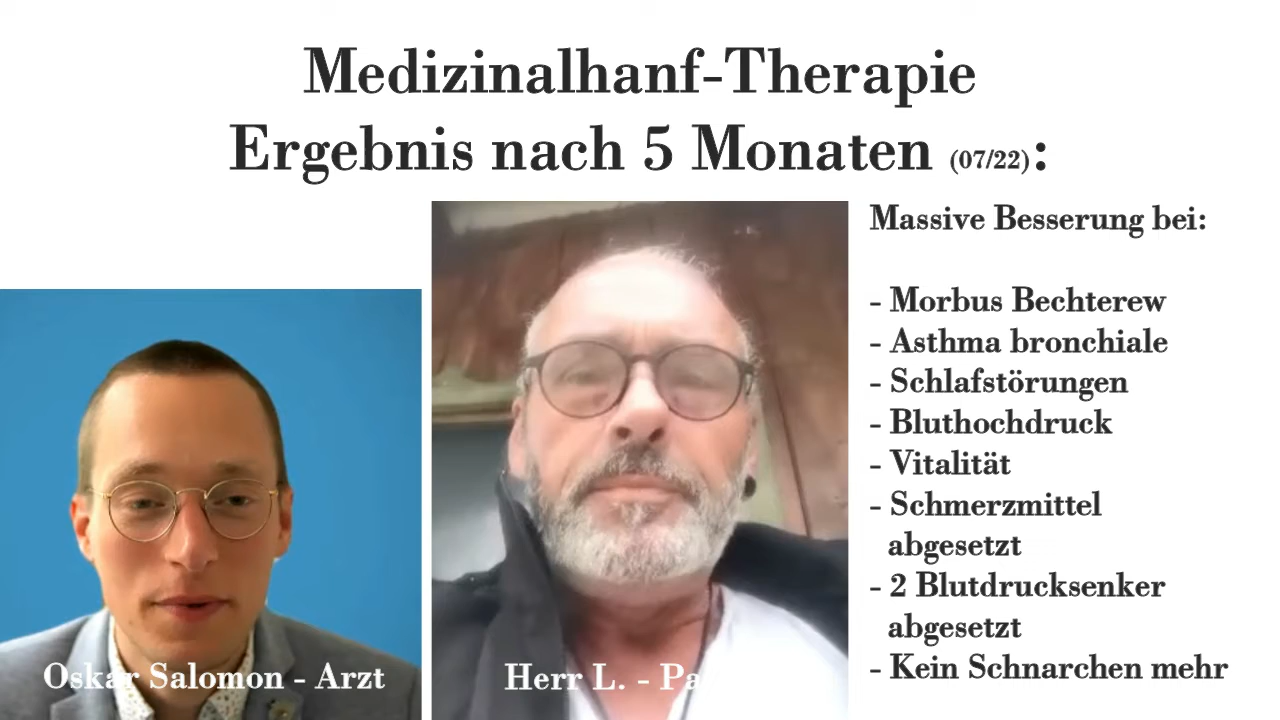 Medizinalhanf-Therapie
Ergebnis nach 5 Monaten (07/22):
Massive Besserung bei:
- Morbus Bechterew
- Asthma bronchiale
- Schlafstörungen
- Bluthochdruck
- Vitalität
- Schmerzmittel
abgesetzt
- 2 Blutdrucksenker
abgesetzt
- Kein Schnarchen mehr
Oskar Salomon - Arzt
Herr L. - Pa